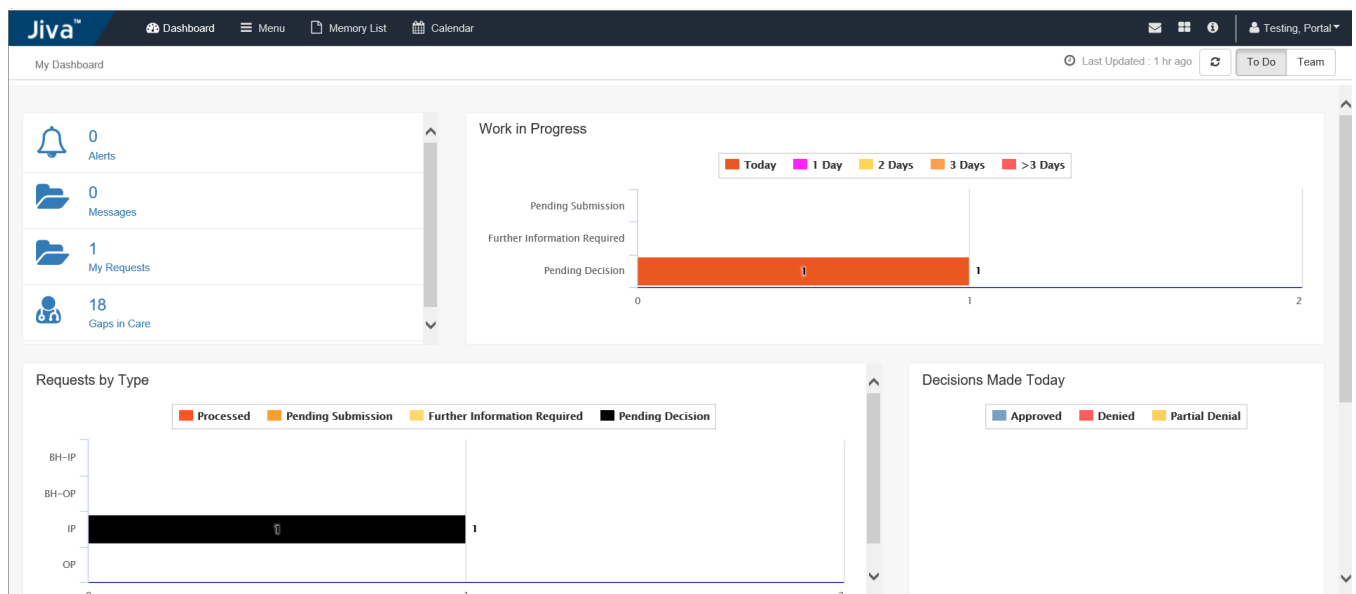 Jiva™ Dashboard Menu Memory List Calendar Testing, Portal
My Dashboard Last Updated : 1 hr ago To Do Team
0
Alerts
0
Messages
1
My Requests
18
Gaps in Care
Work in Progress
Today 1 Day 2 Days 3 Days >3 Days
Pending Submission
Further Information Required
Pending Decision 1 1
0 1 2
Requests by Type
Processed Pending Submission Further Information Required Pending Decision
BH-IP
BH-OP
IP 1 1
OP
Decisions Made Today
Approved Denied Partial Denial